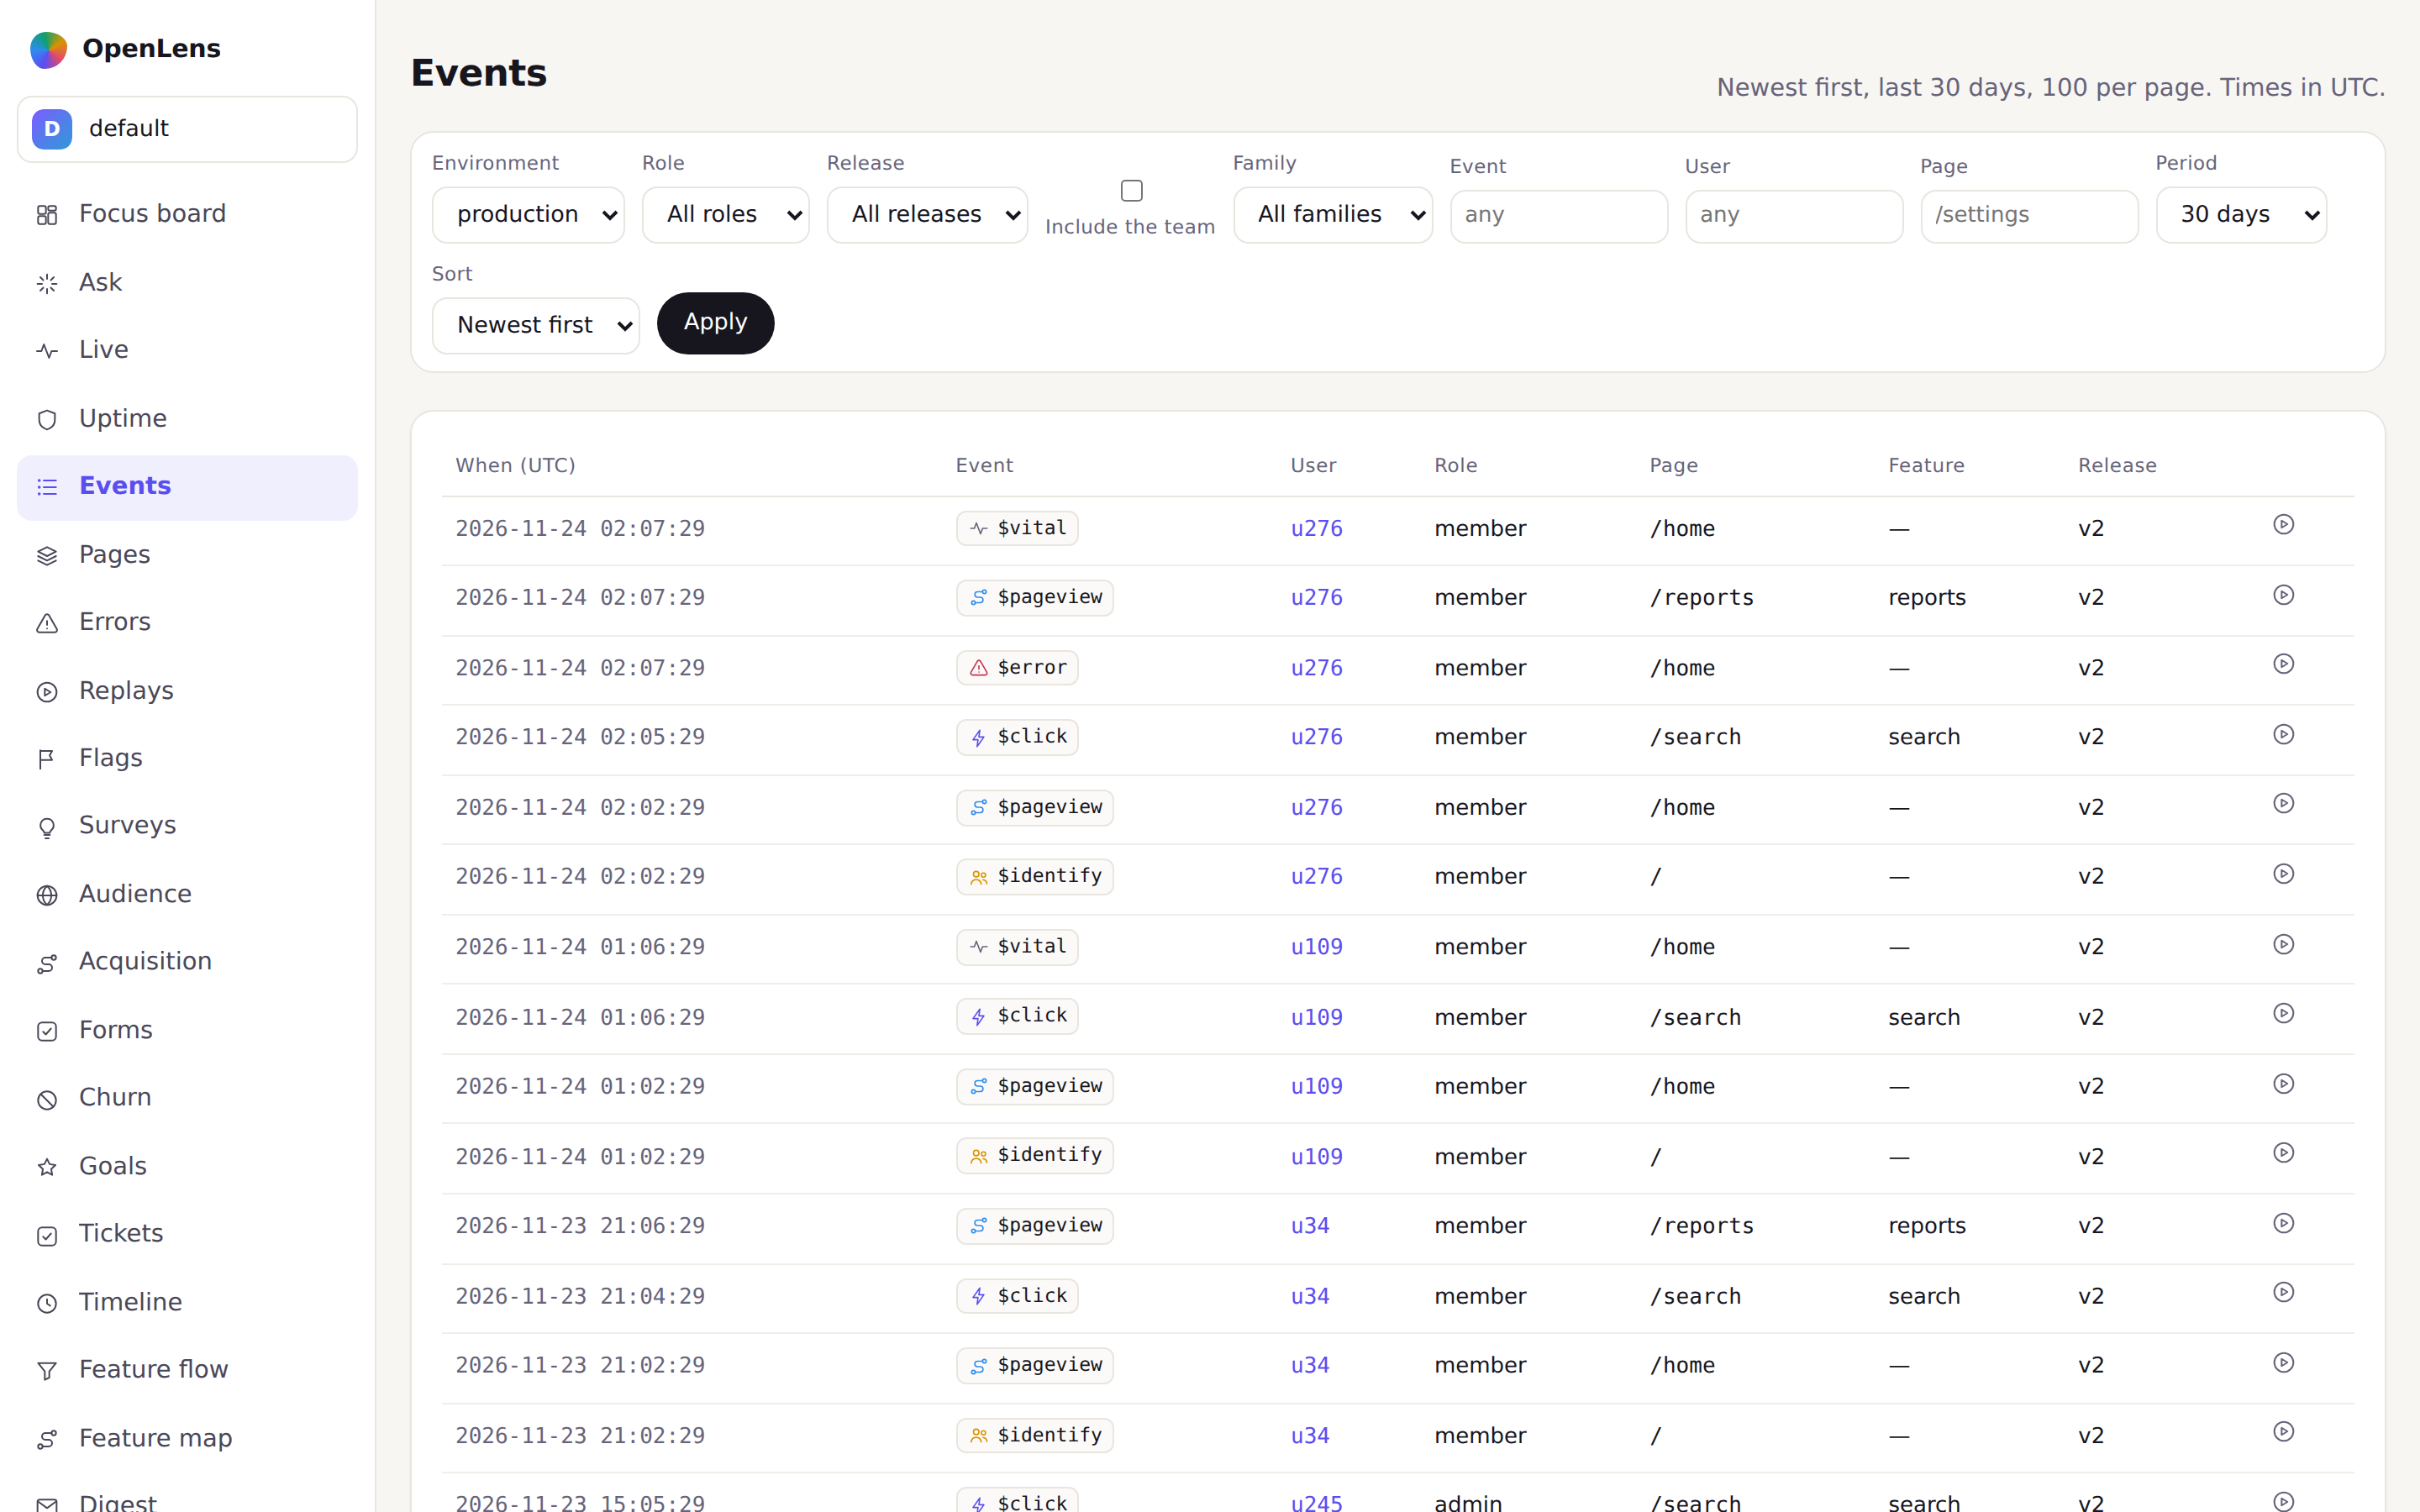 OpenLens
D default
Focus board
Ask
Live
Uptime
Events
Pages
Errors
Replays
Flags
Surveys
Audience
Acquisition
Forms
Churn
Goals
Tickets
Timeline
Feature flow
Feature map
Digest
Events
Newest first, last 30 days, 100 per page. Times in UTC.
Environment Role Release Family Event User Page Period
production All roles All releases Include the team All families any any /settings 30 days
Sort
Newest first Apply
When (UTC) Event User Role Page Feature Release
2026-11-24 02:07:29 $vital u276 member /home — v2
2026-11-24 02:07:29 $pageview u276 member /reports reports v2
2026-11-24 02:07:29 $error u276 member /home — v2
2026-11-24 02:05:29 $click u276 member /search search v2
2026-11-24 02:02:29 $pageview u276 member /home — v2
2026-11-24 02:02:29 $identify u276 member / — v2
2026-11-24 01:06:29 $vital u109 member /home — v2
2026-11-24 01:06:29 $click u109 member /search search v2
2026-11-24 01:02:29 $pageview u109 member /home — v2
2026-11-24 01:02:29 $identify u109 member / — v2
2026-11-23 21:06:29 $pageview u34 member /reports reports v2
2026-11-23 21:04:29 $click u34 member /search search v2
2026-11-23 21:02:29 $pageview u34 member /home — v2
2026-11-23 21:02:29 $identify u34 member / — v2
2026-11-23 15:05:29 $click u245 admin /search search v2